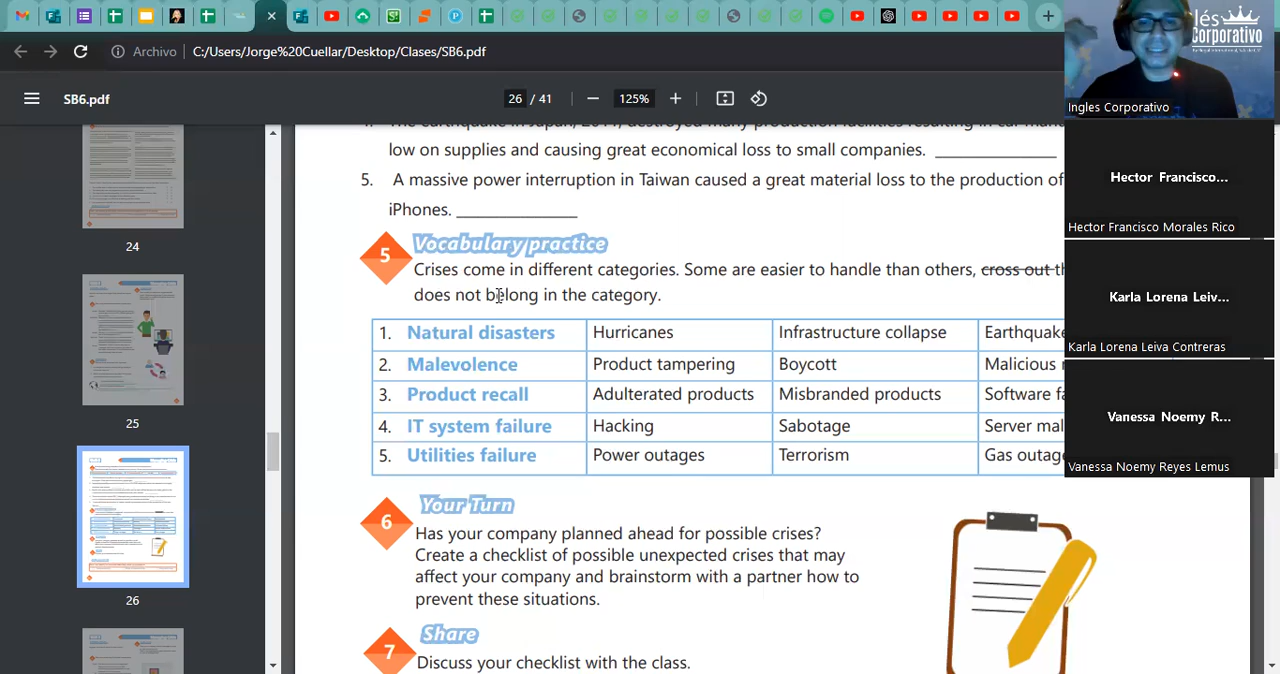 Archivo C:/Users/Jorge%20Cuellar/Desktop/Clases/SB6.pdf
SB6.pdf 26 / 41 125%
lés
Corporativo
Ingles Corporativo
Hector Francisco...
Hector Francisco Morales Rico
Karla Lorena Leiv...
Karla Lorena Leiva Contreras
Vanessa Noemy R...
Vanessa Noemy Reyes Lemus
24
25
26
low on supplies and causing great economical loss to small companies.
5. A massive power interruption in Taiwan caused a great material loss to the production of
iPhones.
5 Vocabulary practice
Crises come in different categories. Some are easier to handle than others, cross out
does not belong in the category.
1. Natural disasters Hurricanes Infrastructure collapse Earthquake
2. Malevolence Product tampering Boycott Malicious
3. Product recall Adulterated products Misbranded products Software
4. IT system failure Hacking Sabotage Server
5. Utilities failure Power outages Terrorism Gas
6 Your Turn
Has your company planned ahead for possible crises?
Create a checklist of possible unexpected crises that may
affect your company and brainstorm with a partner how to
prevent these situations.
7 Share
Discuss your checklist with the class.